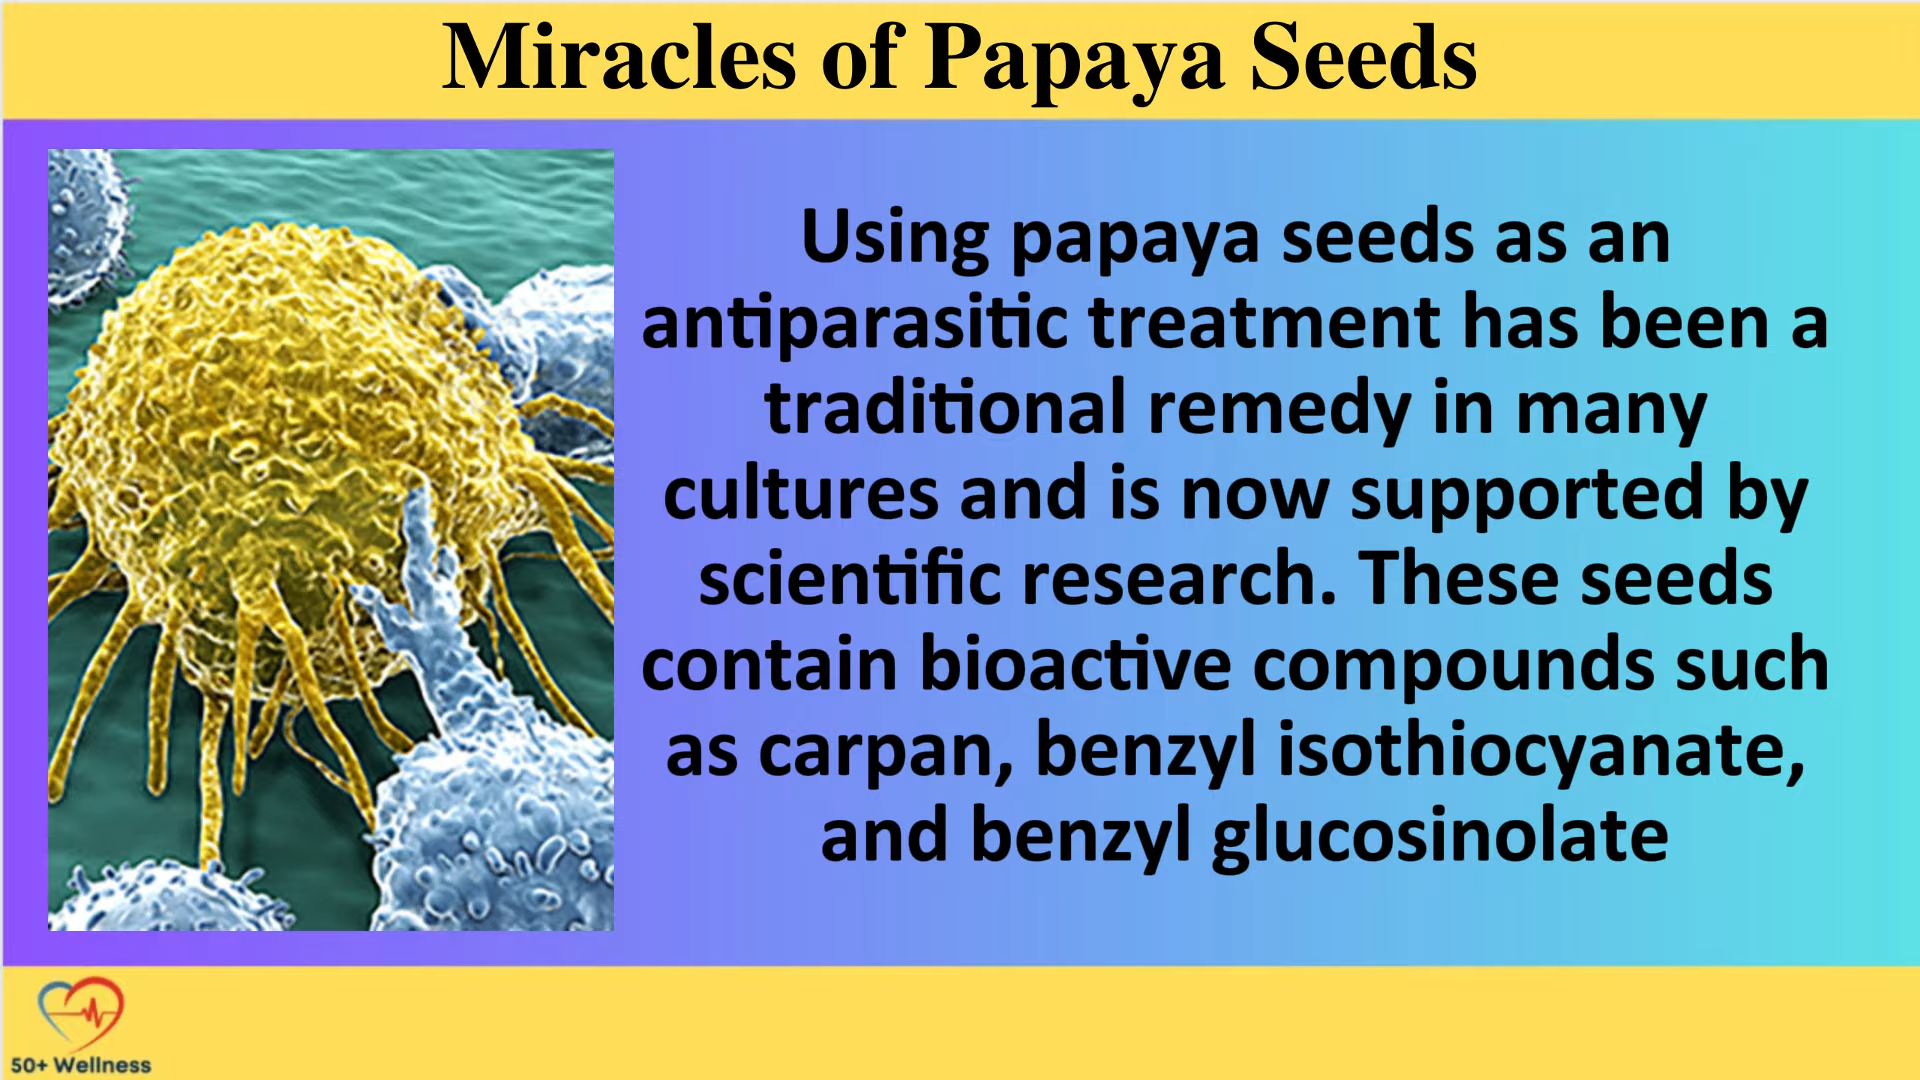 Miracles of Papaya Seeds
Using papaya seeds as an
antiparasitic treatment has been a
traditional remedy in many
cultures and is now supported by
scientific research. These seeds
contain bioactive compounds such
as carpan, benzyl isothiocyanate,
and benzyl glucosinolate
50+ Wellness